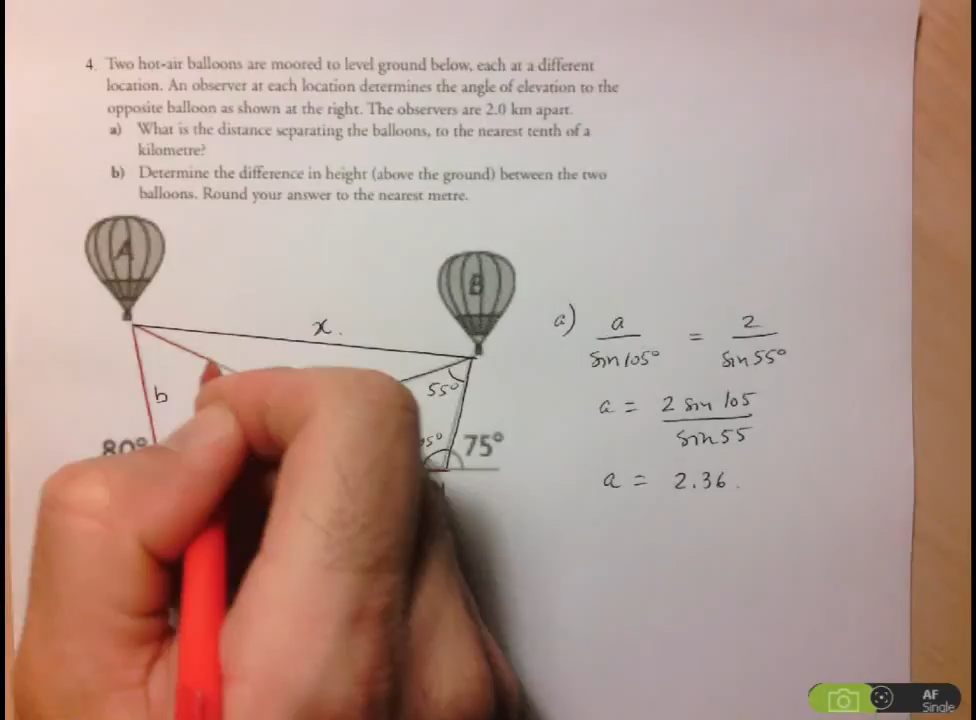 4. Two hot-air balloons are moored to level ground below, each at a different
location. An observer at each location determines the angle of elevation to the
opposite balloon as shown at the right. The observers are 2.0 km apart.
a) What is the distance separating the balloons, to the nearest tenth of a
kilometre?
b) Determine the difference in height (above the ground) between the two
balloons. Round your answer to the nearest metre.
A
B
x
b
55°
80°
75°
a) a / sin 105° = 2 / sin 55°
a = 2 sin 105 / sin 55
a = 2.36
AF
Single